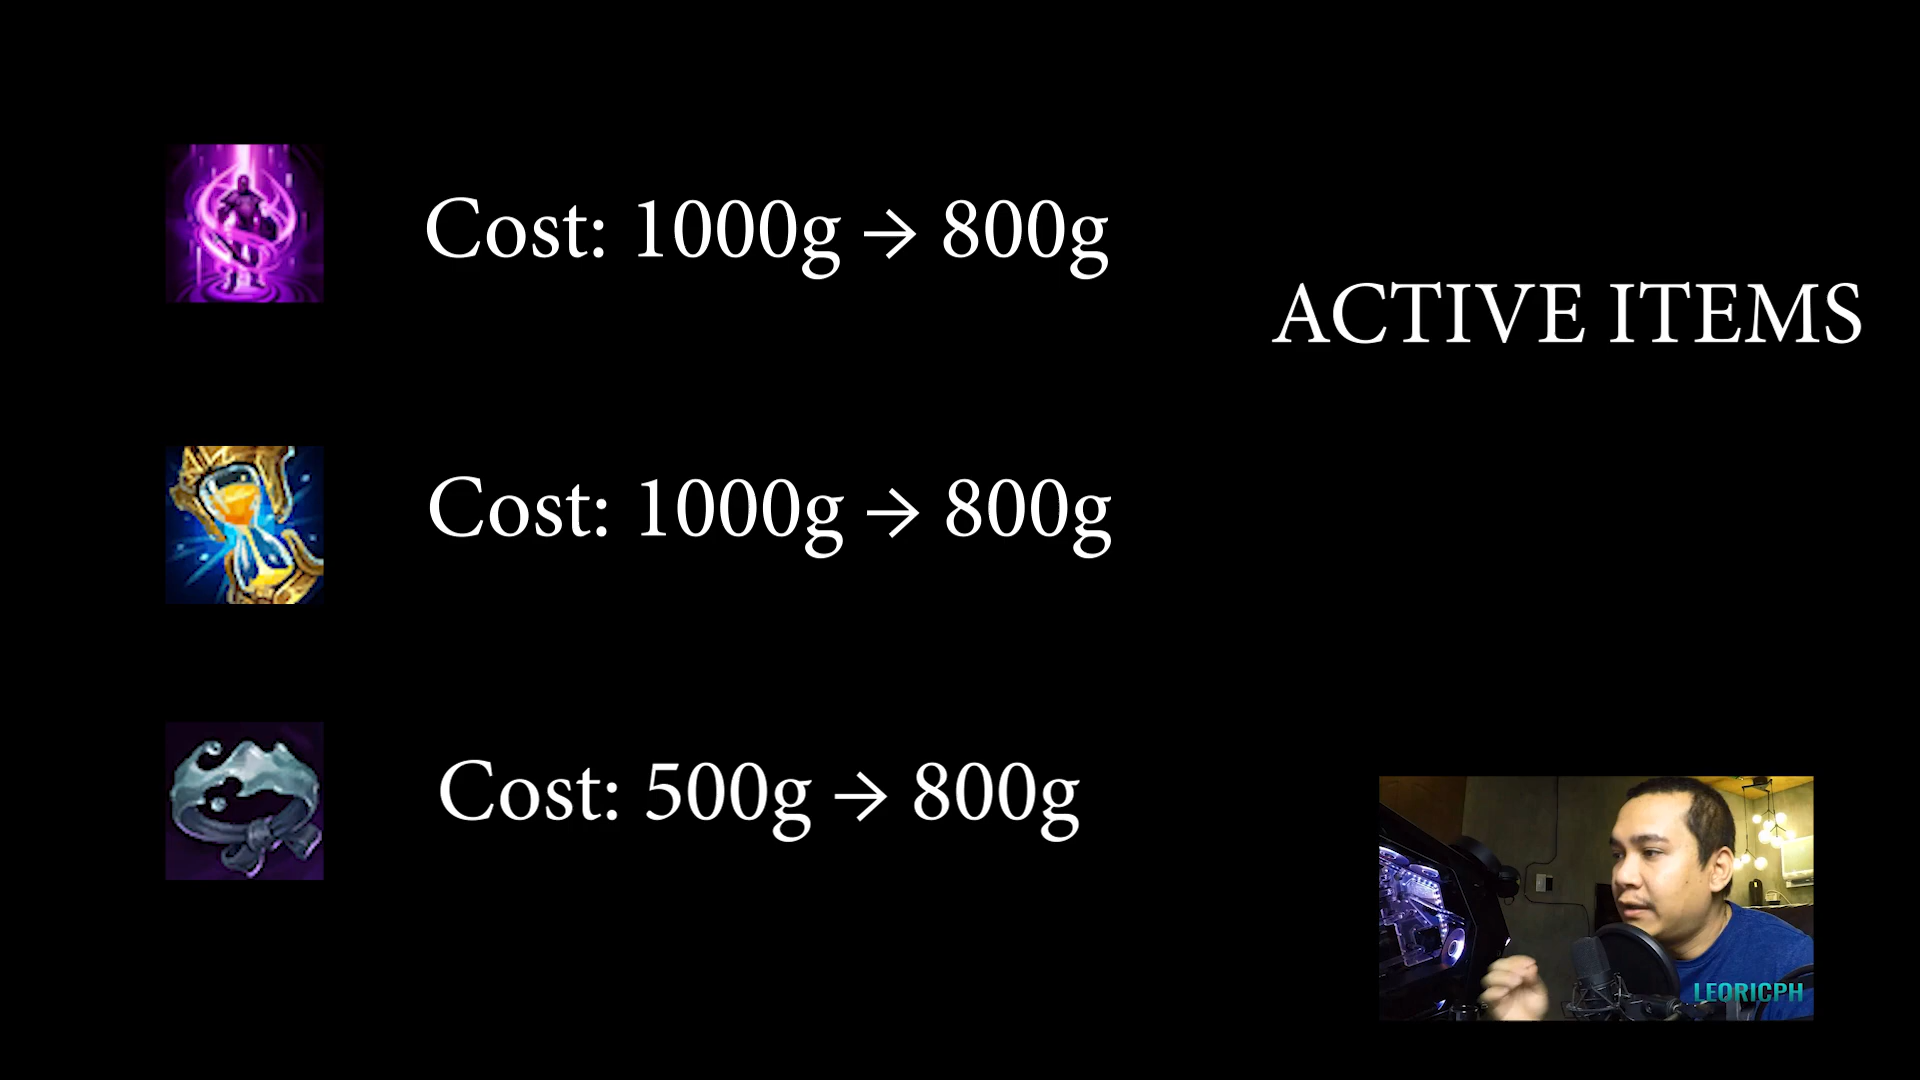 Cost: 1000g → 800g
ACTIVE ITEMS
Cost: 1000g → 800g
Cost: 500g → 800g
LEORICPH